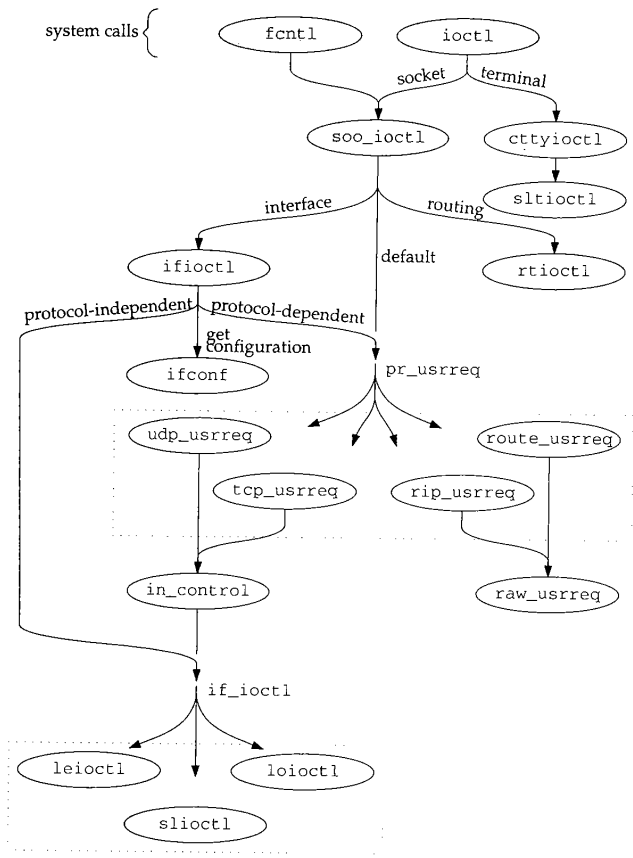 system calls
fcntl
ioctl
socket
terminal
soo_ioctl
cttyioctl
sltioctl
interface
routing
default
ifioctl
rtioctl
protocol-independent
protocol-dependent
get
configuration
ifconf
pr_usrreq
udp_usrreq
route_usrreq
tcp_usrreq
rip_usrreq
in_control
raw_usrreq
if_ioctl
leioctl
loioctl
slioctl